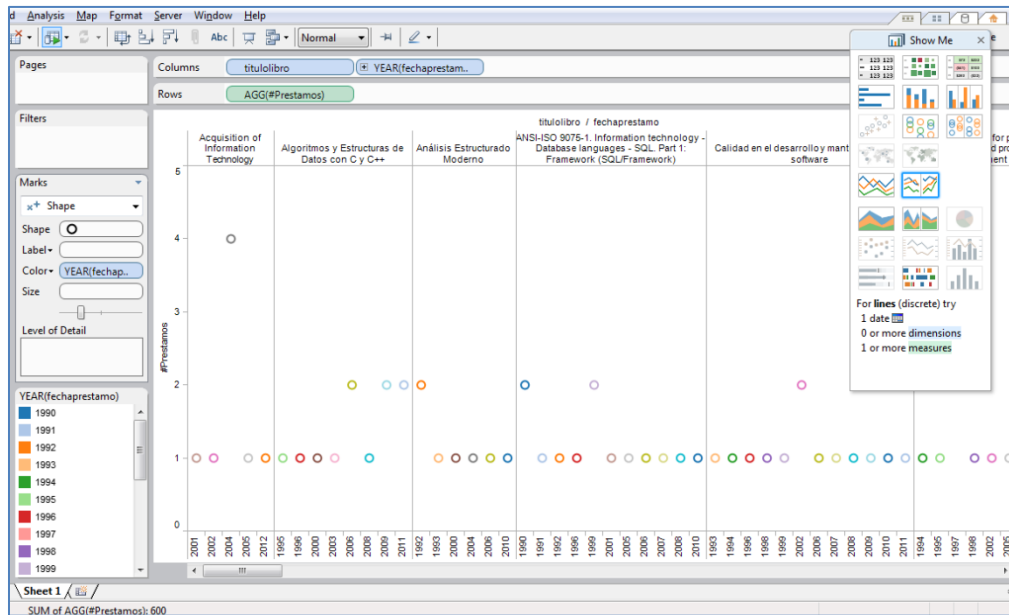 d Analysis Map Format Server Window Help
Abc Normal e
Show Me ×
Pages
Columns titulolibro YEAR(fechaprestam..
Rows AGG(#Prestamos)
Filters
titulolibro / fechaprestamo
Acquisition of
Information
Technology
Algoritmos y Estructuras de
Datos con C y C++
Análisis Estructurado
Moderno
ANSI-ISO 9075-1. Information technology -
Database languages - SQL. Part 1:
Framework (SQL/Framework)
Calidad en el desarrollo y mant
software
for p
d pro
ent
Marks
Shape
Shape
Label
Color YEAR(fechap..
Size
Level of Detail
#Prestamos
5
4
3
2
1
0
2001 2002 2004 2005 2012 1995 1996 2000 2003 2006 2008 2009 2011 1992 1993 2000 2004 2006 2010 1990 1991 1992 1996 1999 2001 2005 2006 2007 2008 2010 1993 1994 1996 1998 1999 2002 2006 2007 2008 2009 2010 2011 1994 1995 1997 1998 2002 2005
YEAR(fechaprestamo)
1990
1991
1992
1993
1994
1995
1996
1997
1998
1999
For lines (discrete) try
1 date
0 or more dimensions
1 or more measures
Sheet 1
SUM of AGG(#Prestamos): 600